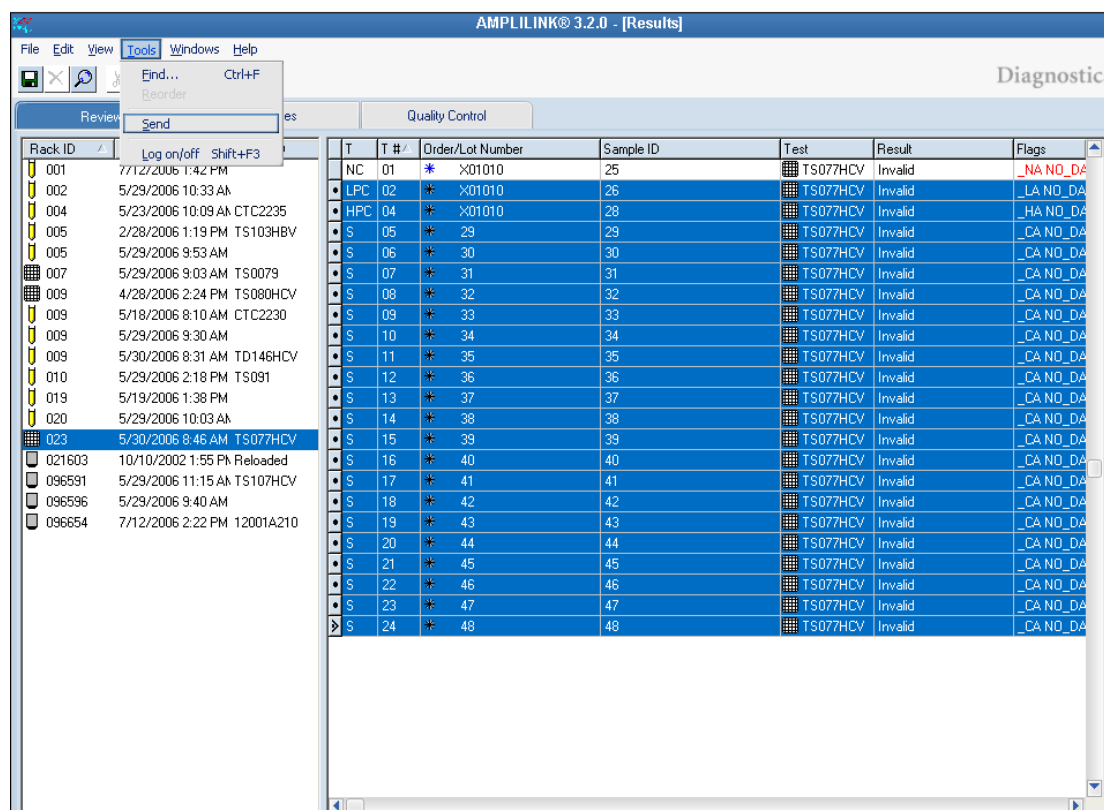 AMPLILINK® 3.2.0 - [Results]
File Edit View Tools Windows Help
Find... Ctrl+F
Diagnostic
Reorder
Review es Quality Control
Send
Log on/off Shift+F3
Rack ID T T # Order/Lot Number Sample ID Test Result Flags
001 7/12/2006 1:42 PM NC 01 X01010 25 TS077HCV Invalid _NA NO_DA
002 5/29/2006 10:33 AM LPC 02 X01010 26 TS077HCV Invalid _LA NO_DA
004 5/23/2006 10:09 AM CTC2235 HPC 04 X01010 28 TS077HCV Invalid _HA NO_DA
005 2/28/2006 1:19 PM TS103HBV S 05 29 29 TS077HCV Invalid _CA NO_DA
005 5/29/2006 9:53 AM S 06 30 30 TS077HCV Invalid _CA NO_DA
007 5/29/2006 9:03 AM TS0079 S 07 31 31 TS077HCV Invalid _CA NO_DA
009 4/28/2006 2:24 PM TS080HCV S 08 32 32 TS077HCV Invalid _CA NO_DA
009 5/18/2006 8:10 AM CTC2230 S 09 33 33 TS077HCV Invalid _CA NO_DA
009 5/29/2006 9:30 AM S 10 34 34 TS077HCV Invalid _CA NO_DA
009 5/30/2006 8:31 AM TD146HCV S 11 35 35 TS077HCV Invalid _CA NO_DA
010 5/29/2006 2:18 PM TS091 S 12 36 36 TS077HCV Invalid _CA NO_DA
019 5/19/2006 1:38 PM S 13 37 37 TS077HCV Invalid _CA NO_DA
020 5/29/2006 10:03 AM S 14 38 38 TS077HCV Invalid _CA NO_DA
023 5/30/2006 8:46 AM TS077HCV S 15 39 39 TS077HCV Invalid _CA NO_DA
021603 10/10/2002 1:55 PM Reloaded S 16 40 40 TS077HCV Invalid _CA NO_DA
096591 5/29/2006 11:15 AM TS107HCV S 17 41 41 TS077HCV Invalid _CA NO_DA
096596 5/29/2006 9:40 AM S 18 42 42 TS077HCV Invalid _CA NO_DA
096654 7/12/2006 2:22 PM 12001A210 S 19 43 43 TS077HCV Invalid _CA NO_DA
S 20 44 44 TS077HCV Invalid _CA NO_DA
S 21 45 45 TS077HCV Invalid _CA NO_DA
S 22 46 46 TS077HCV Invalid _CA NO_DA
S 23 47 47 TS077HCV Invalid _CA NO_DA
S 24 48 48 TS077HCV Invalid _CA NO_DA